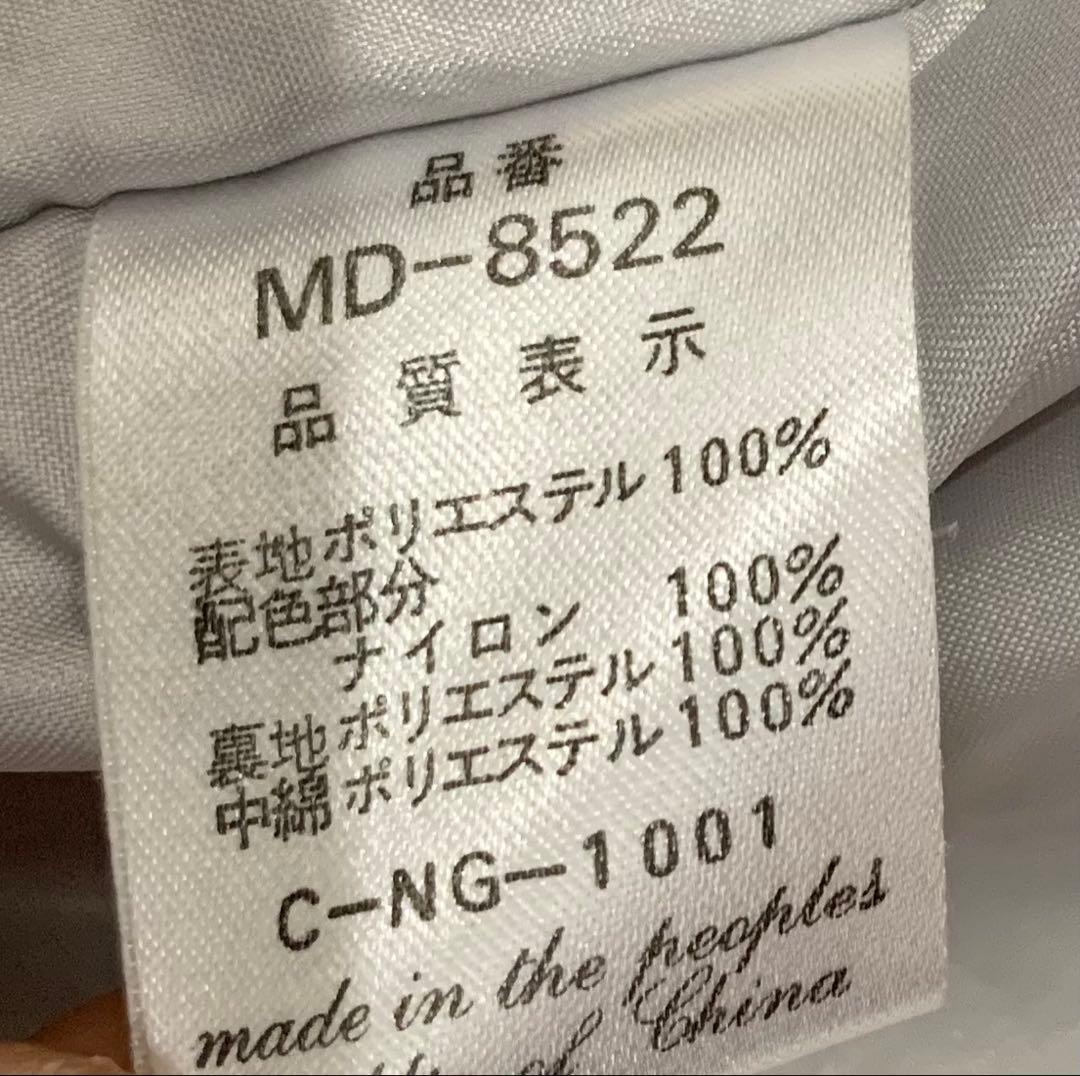 品番
MD-8522
品質表示
表地ポリエステル100%
配色部分
ナイロン 100%
裏地ポリエステル100%
中綿ポリエステル100%
C-NG-1001
made in the peoples
of China